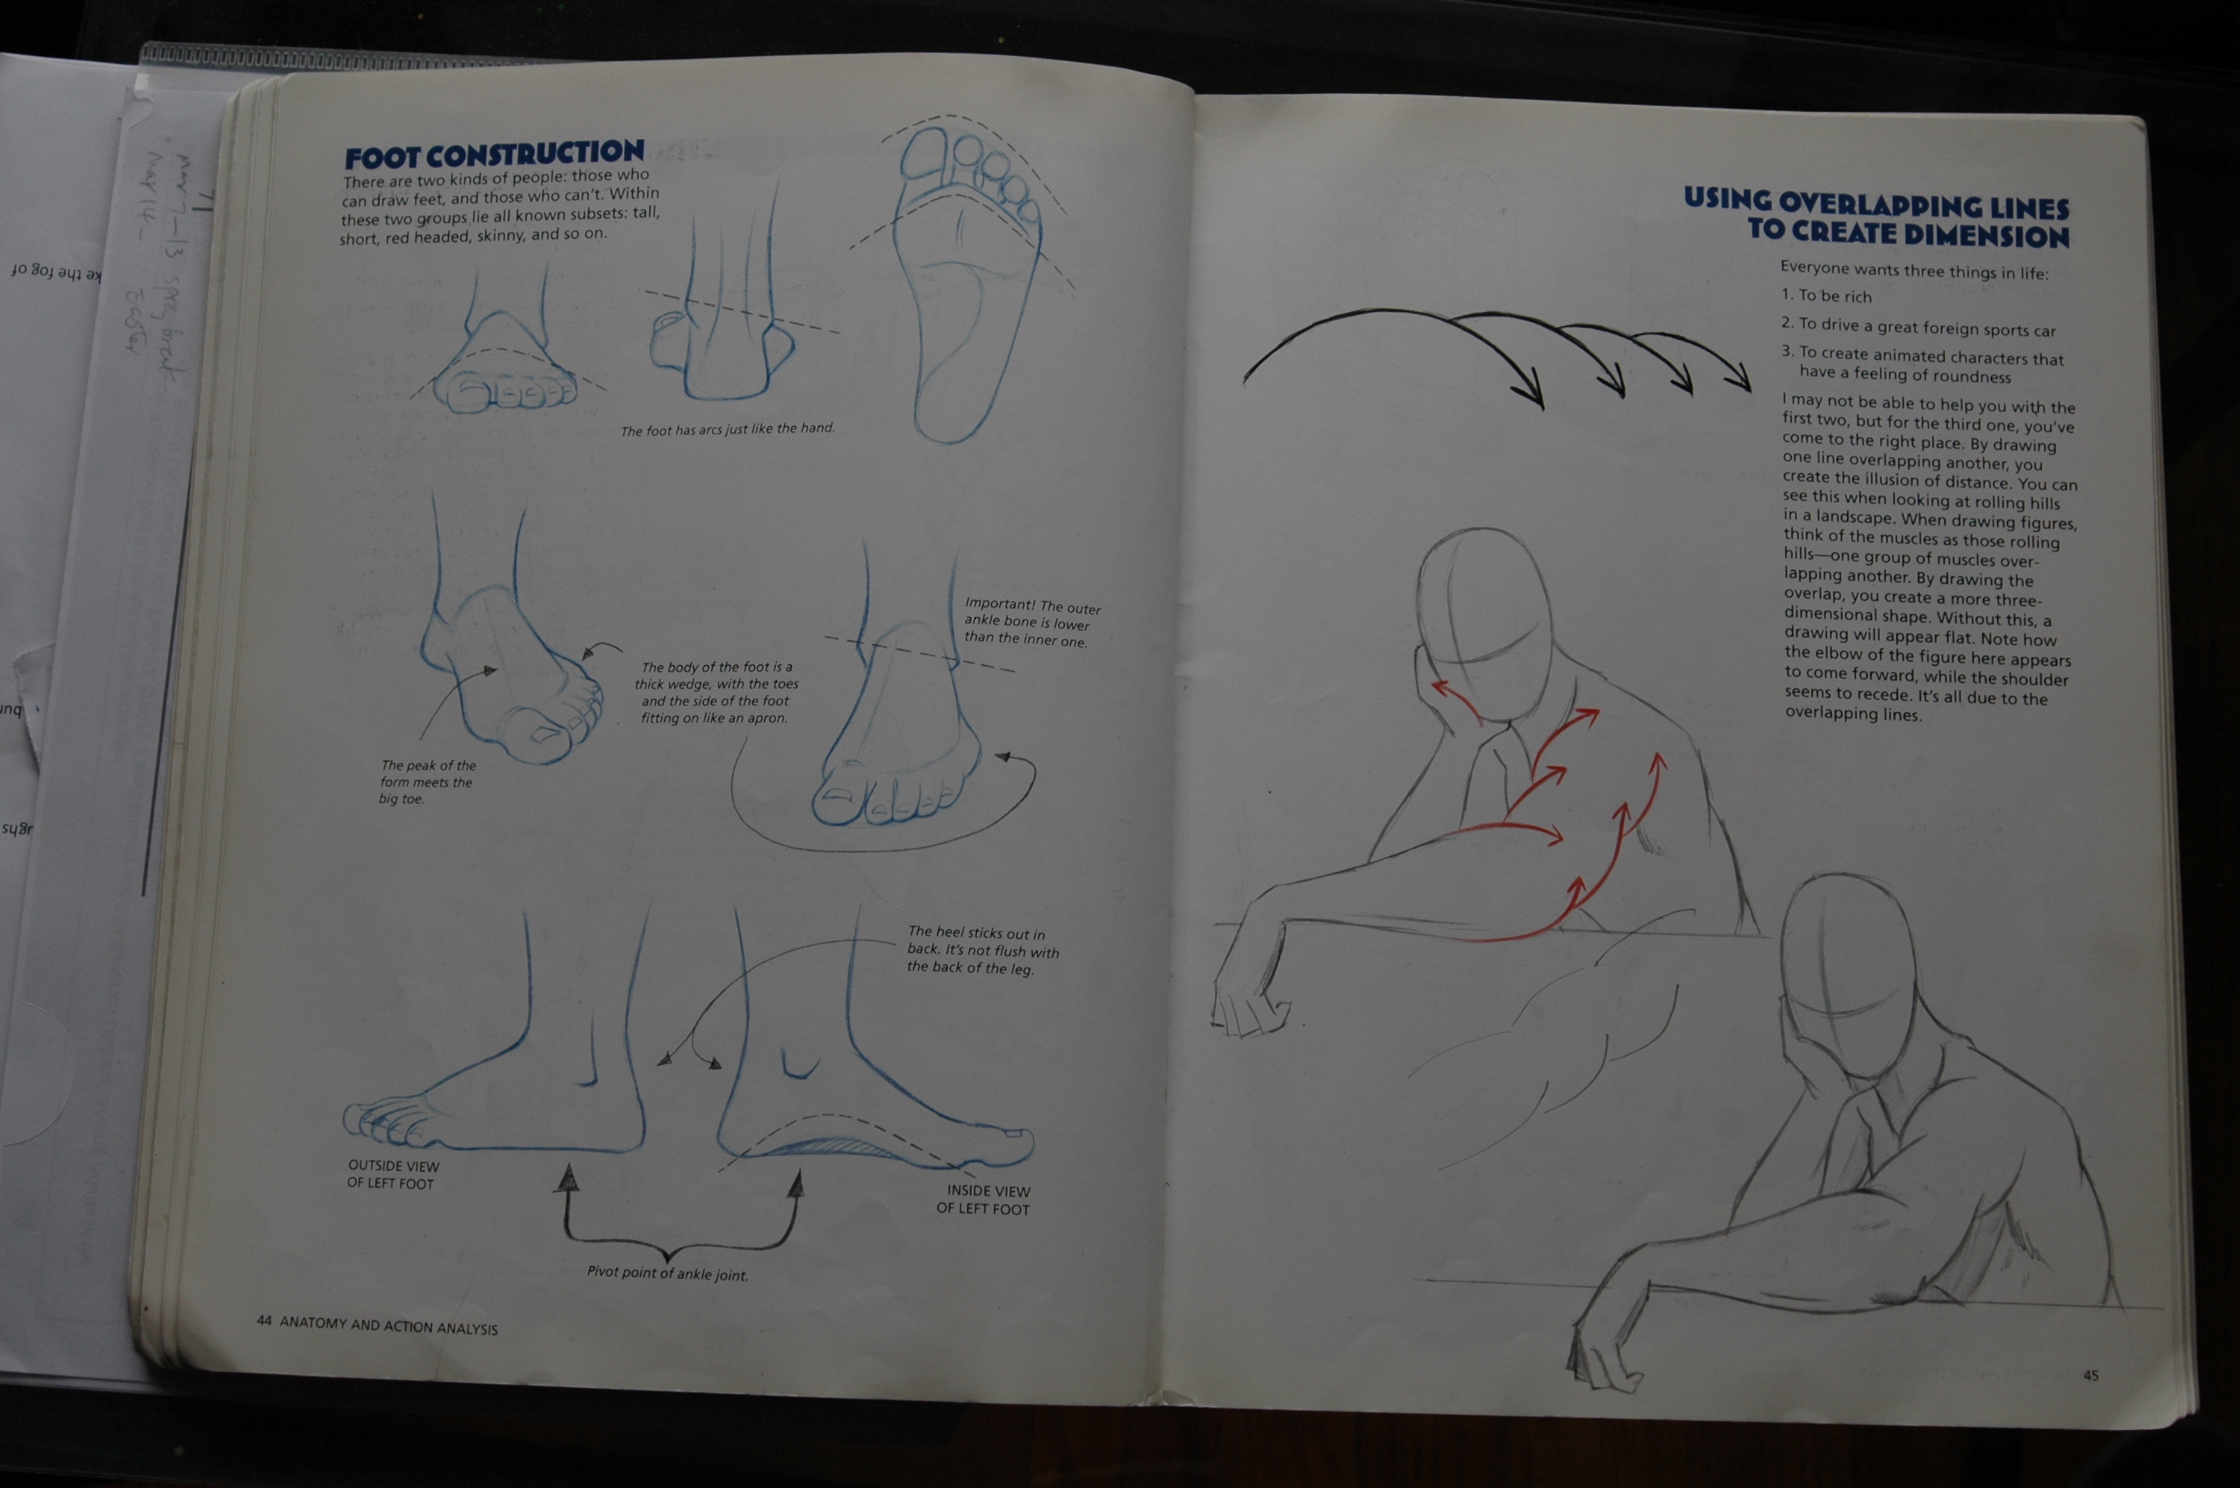 FOOT CONSTRUCTION
There are two kinds of people: those who
can draw feet, and those who can't. Within
these two groups lie all known subsets: tall,
short, red headed, skinny, and so on.
The foot has arcs just like the hand.
Important! The outer
ankle bone is lower
than the inner one.
The body of the foot is a
thick wedge, with the toes
and the side of the foot
fitting on like an apron.
The peak of the
form meets the
big toe.
The heel sticks out in
back. It's not flush with
the back of the leg.
OUTSIDE VIEW
OF LEFT FOOT
INSIDE VIEW
OF LEFT FOOT
Pivot point of ankle joint.
44 ANATOMY AND ACTION ANALYSIS
USING OVERLAPPING LINES
TO CREATE DIMENSION
Everyone wants three things in life:
1. To be rich
2. To drive a great foreign sports car
3. To create animated characters that
have a feeling of roundness
I may not be able to help you with the
first two, but for the third one, you've
come to the right place. By drawing
one line overlapping another, you
create the illusion of distance. You can
see this when looking at rolling hills
in a landscape. When drawing figures,
think of the muscles as those rolling
hills—one group of muscles over-
lapping another. By drawing the
overlap, you create a more three-
dimensional shape. Without this, a
drawing will appear flat. Note how
the elbow of the figure here appears
to come forward, while the shoulder
seems to recede. It's all due to the
overlapping lines.
45
ke the fog of
Easter